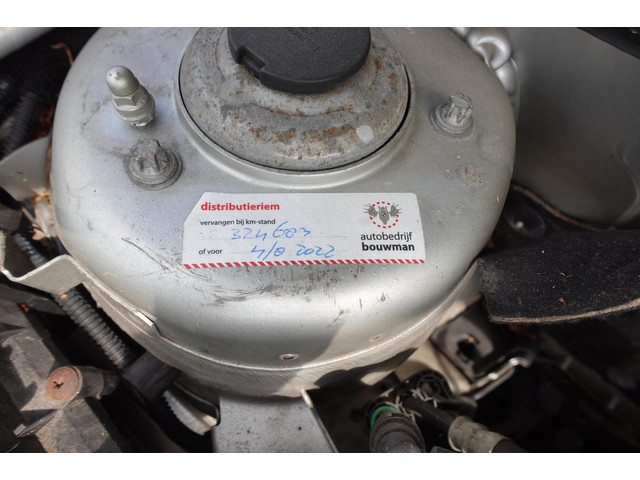 distributieriem
vervangen bij km-stand
324603
of voor 4/8 2022
autobedrijf
bouwman